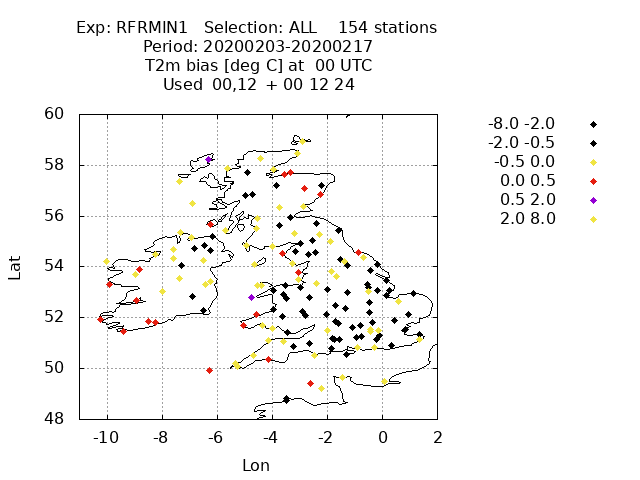 Exp: RFRMIN1 Selection: ALL 154 stations
Period: 20200203-20200217
T2m bias [deg C] at 00 UTC
Used 00,12 + 00 12 24
60
58
56
54
52
50
48
Lat
-10 -8 -6 -4 -2 0 2
Lon
-8.0 -2.0
-2.0 -0.5
-0.5 0.0
0.0 0.5
0.5 2.0
2.0 8.0